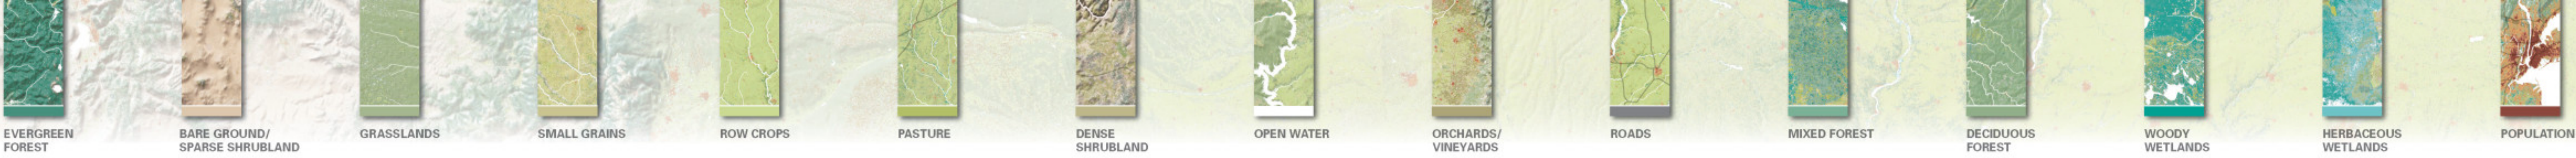 EVERGREEN
FOREST
BARE GROUND/
SPARSE SHRUBLAND
GRASSLANDS
SMALL GRAINS
ROW CROPS
PASTURE
DENSE
SHRUBLAND
OPEN WATER
ORCHARDS/
VINEYARDS
ROADS
MIXED FOREST
DECIDUOUS
FOREST
WOODY
WETLANDS
HERBACEOUS
WETLANDS
POPULATION